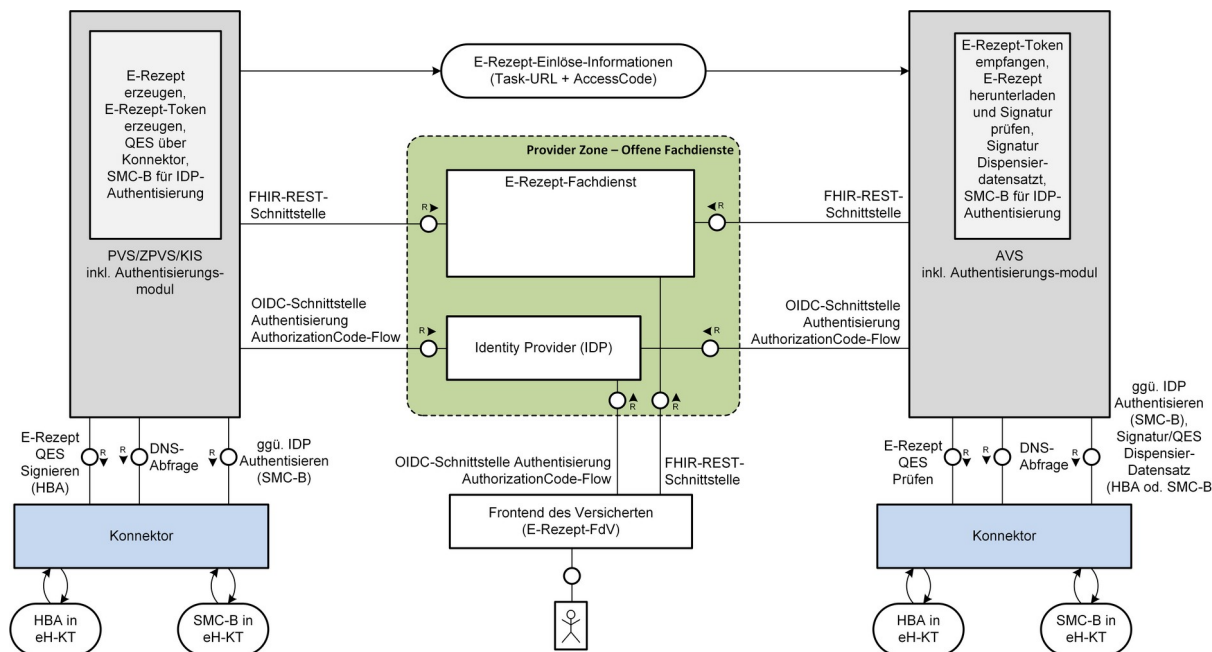 E-Rezept
erzeugen,
E-Rezept-Token
erzeugen,
QES über
Konnektor,
SMC-B für IDP-
Authentisierung
PVS/ZPVS/KIS
inkl. Authentisierungs-
modul
E-Rezept-Einlöse-Informationen
(Task-URL + AccessCode)
E-Rezept-Token
empfangen,
E-Rezept
herunterladen
und Signatur
prüfen,
Signatur
Dispensier-
datensatzt,
SMC-B für IDP-
Authentisierung
AVS
inkl. Authentisierungs-modul
Provider Zone – Offene Fachdienste
E-Rezept-Fachdienst
FHIR-REST-
Schnittstelle
R
R
FHIR-REST-
Schnittstelle
OIDC-Schnittstelle
Authentisierung
AuthorizationCode-Flow
R
Identity Provider (IDP)
R
OIDC-Schnittstelle
Authentisierung
AuthorizationCode-Flow
R
R
E-Rezept
QES
Signieren
(HBA)
R
R
DNS-
Abfrage
R
ggü. IDP
Authentisieren
(SMC-B)
OIDC-Schnittstelle Authentisierung
AuthorizationCode-Flow
FHIR-REST-
Schnittstelle
E-Rezept
QES
Prüfen
R
R
DNS-
Abfrage
R
ggü. IDP
Authentisieren
(SMC-B),
Signatur/QES
Dispensier-
Datensatz
(HBA od. SMC-B
Konnektor
Frontend des Versicherten
(E-Rezept-FdV)
Konnektor
HBA in
eH-KT
SMC-B in
eH-KT
HBA in
eH-KT
SMC-B in
eH-KT